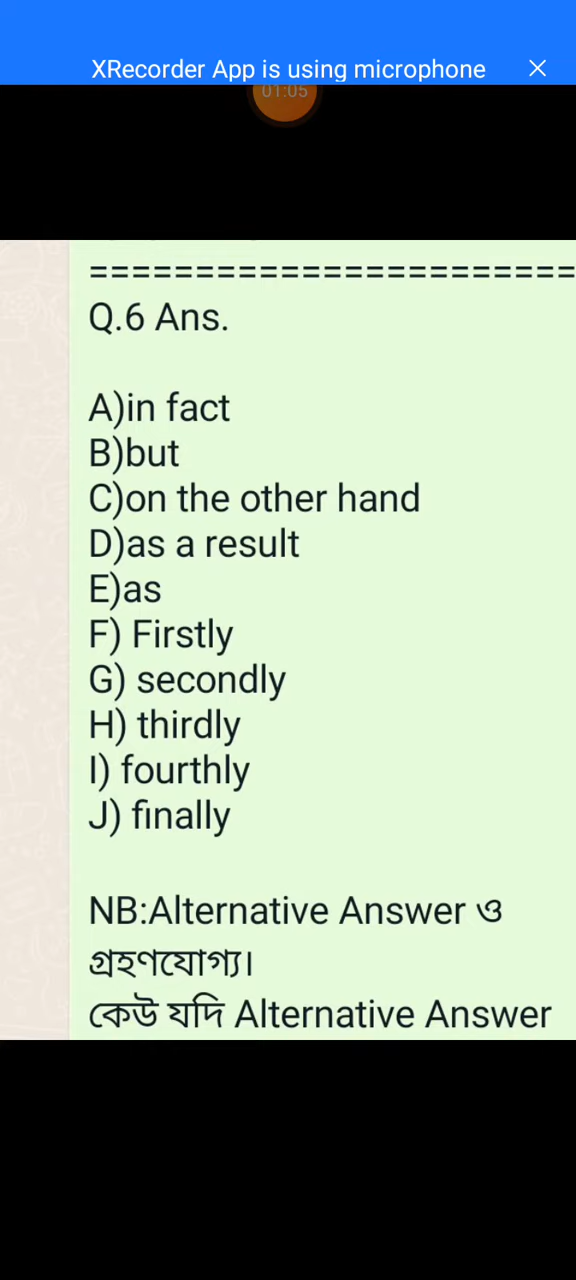 XRecorder App is using microphone ×
01:05
=======================
Q.6 Ans.
A)in fact
B)but
C)on the other hand
D)as a result
E)as
F) Firstly
G) secondly
H) thirdly
I) fourthly
J) finally
NB:Alternative Answer ও
গ্রহণযোগ্য।
কেউ যদি Alternative Answer